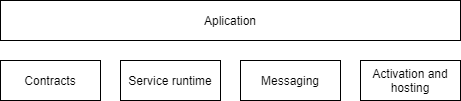 Aplication
Contracts
Service runtime
Messaging
Activation and
hosting